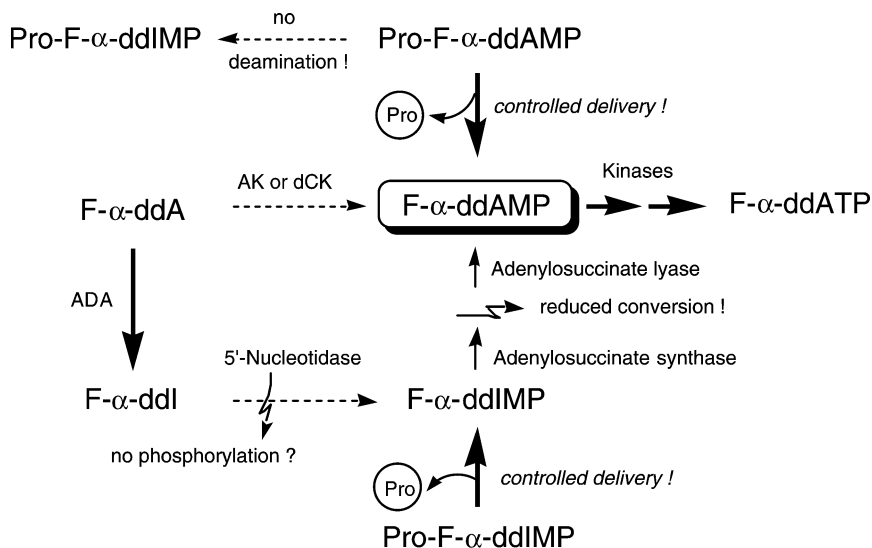 no
Pro-F-α-ddIMP
Pro-F-α-ddAMP
deamination !
Pro
controlled delivery !
Kinases
AK or dCK
F-α-ddA
F-α-ddAMP
F-α-ddATP
Adenylosuccinate lyase
ADA
reduced conversion !
5'-Nucleotidase
Adenylosuccinate synthase
F-α-ddI
F-α-ddIMP
no phosphorylation ?
Pro
controlled delivery !
Pro-F-α-ddIMP